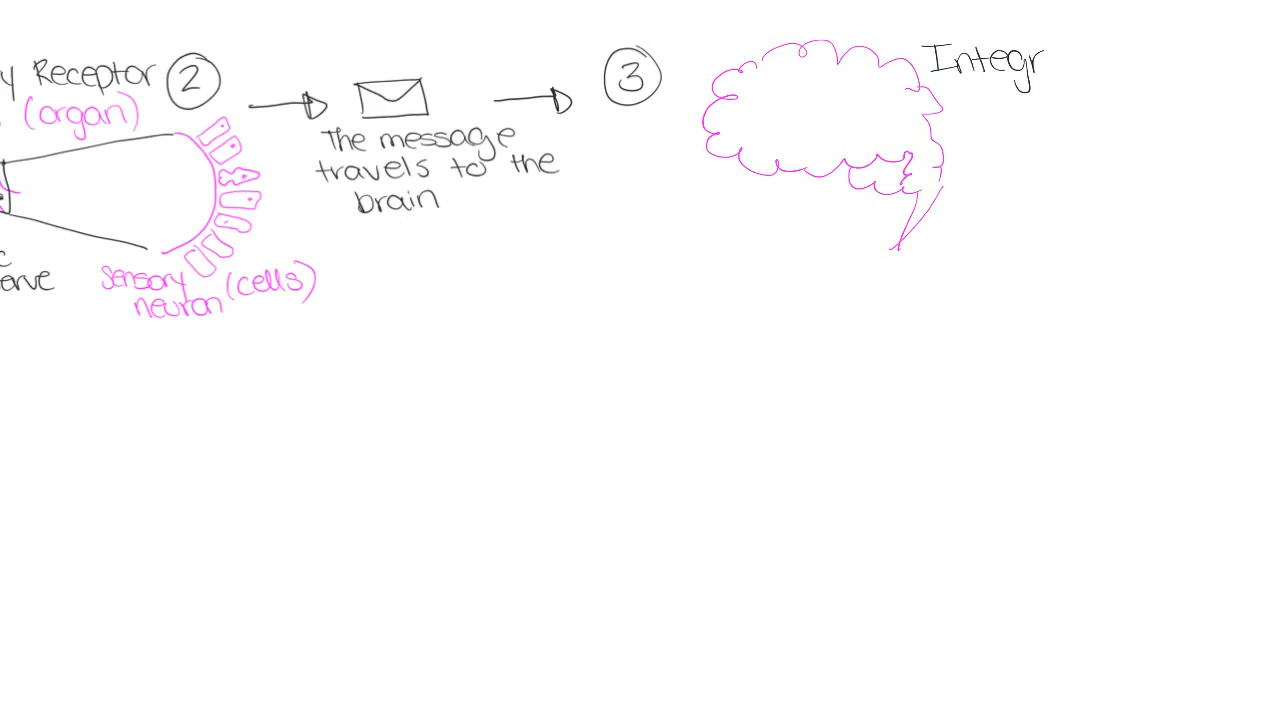 y Receptor
(organ)
2
The message
travels to the
brain
3
Integr
c
erve
sensory
neuron
(cells)